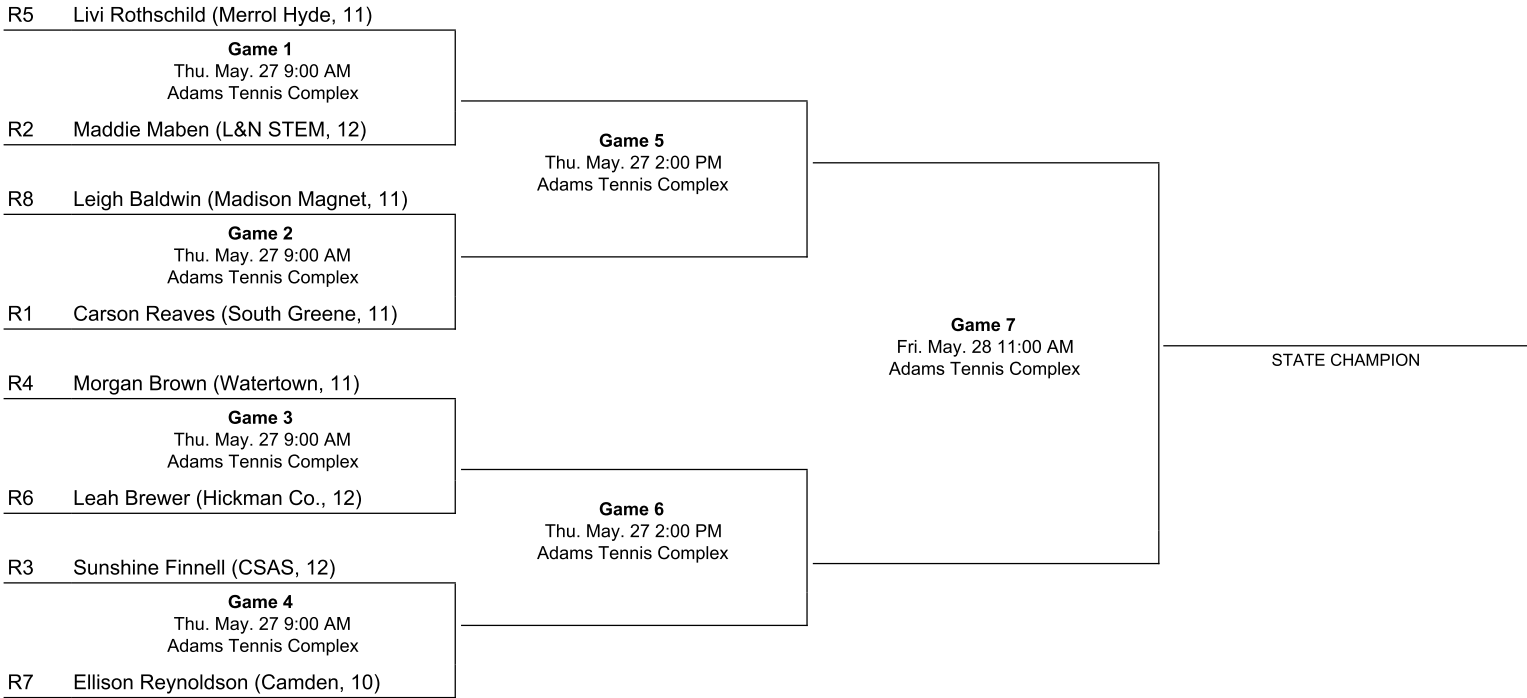 R5 Livi Rothschild (Merrol Hyde, 11)
Game 1
Thu. May. 27 9:00 AM
Adams Tennis Complex
R2 Maddie Maben (L&N STEM, 12)
R8 Leigh Baldwin (Madison Magnet, 11)
Game 2
Thu. May. 27 9:00 AM
Adams Tennis Complex
R1 Carson Reaves (South Greene, 11)
R4 Morgan Brown (Watertown, 11)
Game 3
Thu. May. 27 9:00 AM
Adams Tennis Complex
R6 Leah Brewer (Hickman Co., 12)
R3 Sunshine Finnell (CSAS, 12)
Game 4
Thu. May. 27 9:00 AM
Adams Tennis Complex
R7 Ellison Reynoldson (Camden, 10)
Game 5
Thu. May. 27 2:00 PM
Adams Tennis Complex
Game 6
Thu. May. 27 2:00 PM
Adams Tennis Complex
Game 7
Fri. May. 28 11:00 AM
Adams Tennis Complex
STATE CHAMPION